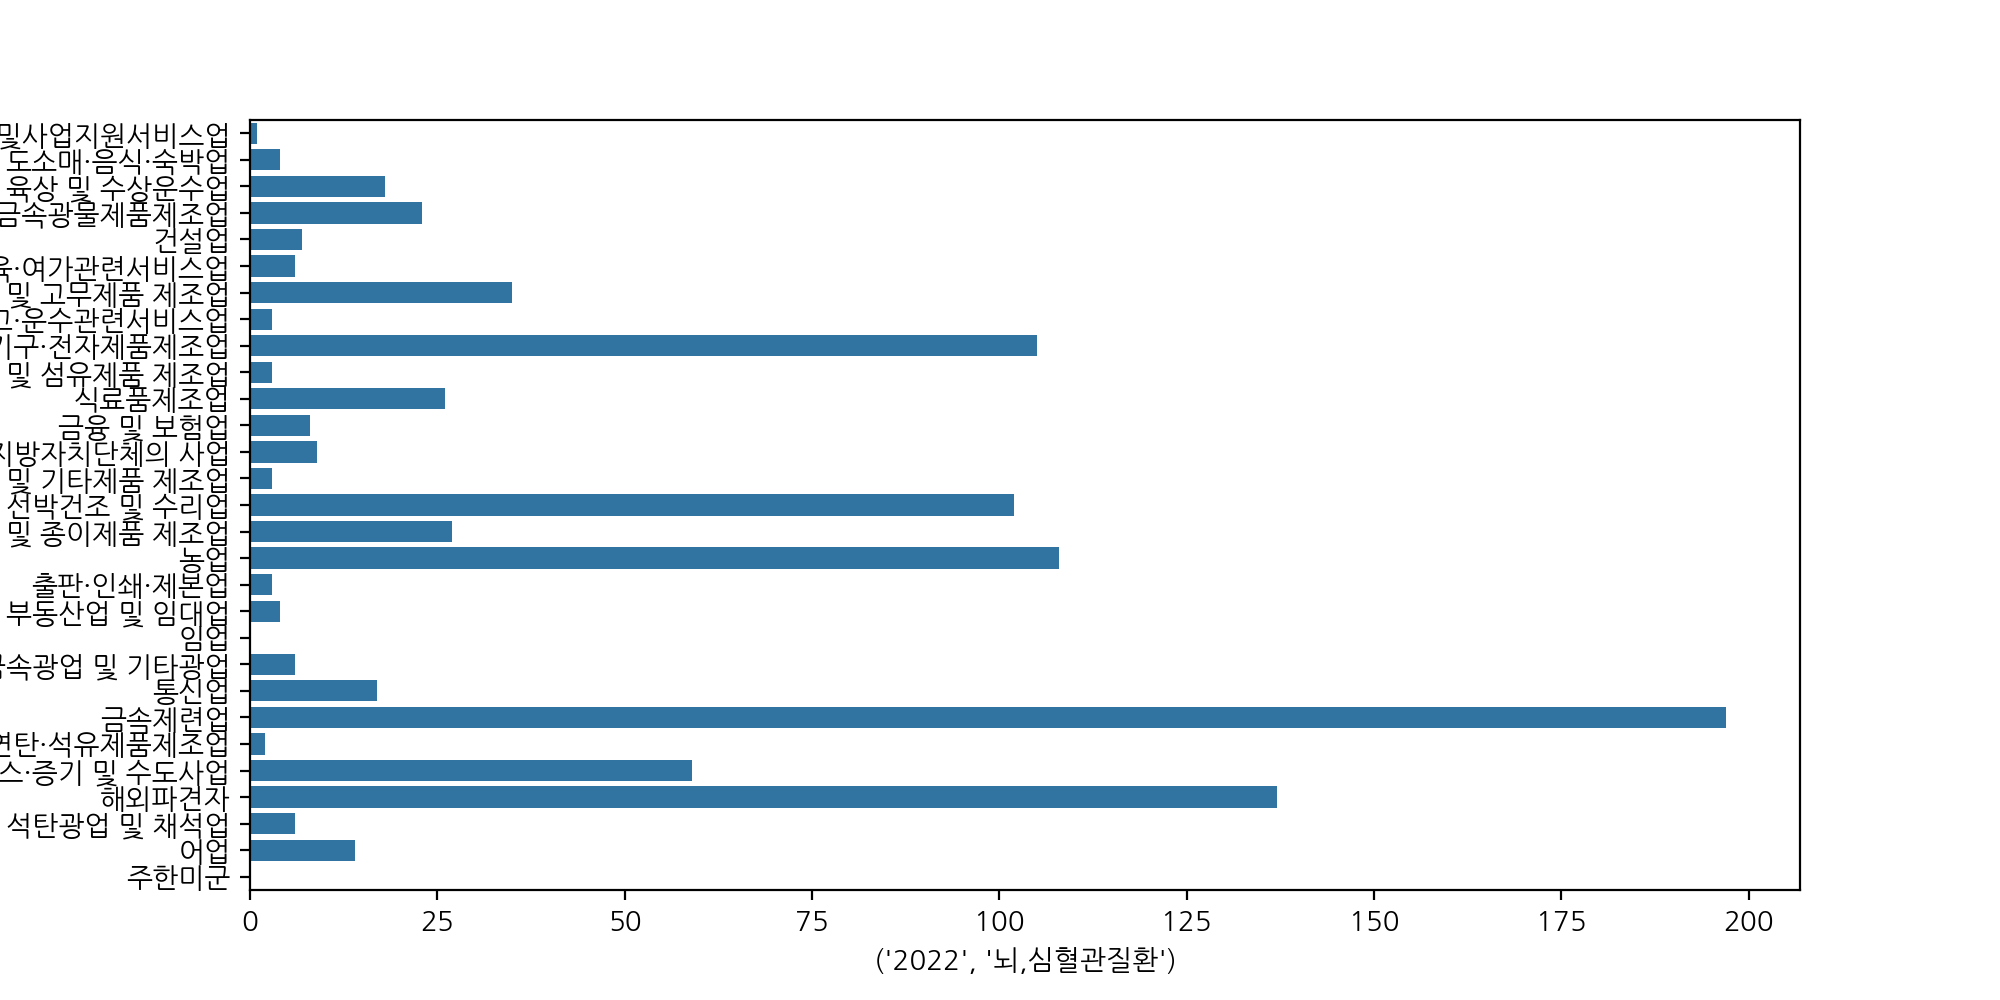 및사업지원서비스업
도소매·음식·숙박업
육상 및 수상운수업
금속광물제품제조업
건설업
·여가관련서비스업
및 고무제품 제조업
·운수관련서비스업
기구·전자제품제조업
및 섬유제품 제조업
식료품제조업
금융 및 보험업
지방자치단체의 사업
및 기타제품 제조업
선박건조 및 수리업
및 종이제품 제조업
농업
출판·인쇄·제본업
부동산업 및 임대업
임업
금속광업 및 기타광업
통신업
금속제련업
연탄·석유제품제조업
스·증기 및 수도사업
해외파견자
석탄광업 및 채석업
어업
주한미군
0 25 50 75 100 125 150 175 200
('2022', '뇌,심혈관질환')